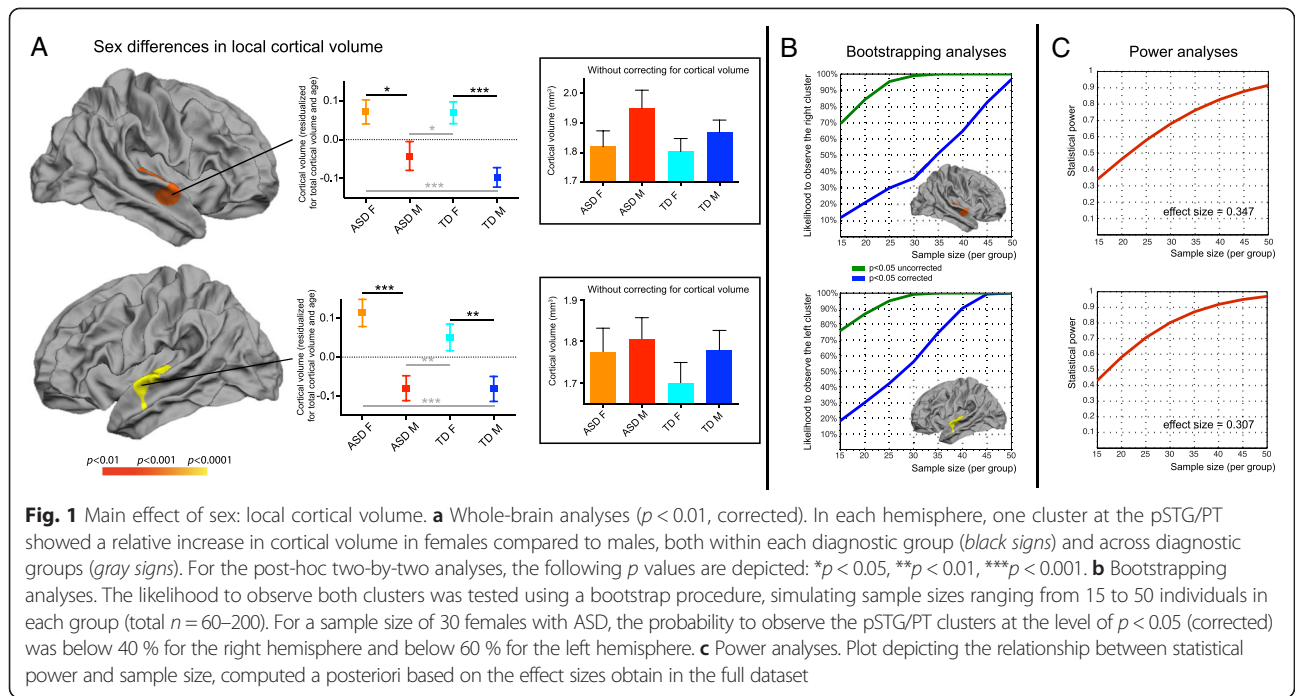 A
Sex differences in local cortical volume
Cortical volume (residualized
for total cortical volume and age)
0.1
0.0
-0.1
*
***
*
***
ASD F
ASD M
TD F
TD M
Without correcting for cortical volume
Cortical volume (mm³)
2.0
1.9
1.8
1.7
ASD F
ASD M
TD F
TD M
Cortical volume (residualized
for total cortical volume and age)
0.1
0.0
-0.1
***
**
**
***
ASD F
ASD M
TD F
TD M
Without correcting for cortical volume
Cortical volume (mm³)
1.9
1.8
1.7
ASD F
ASD M
TD F
TD M
p<0.01 p<0.001 p<0.0001
B
Bootstrapping analyses
Likelihood to observe the right cluster
100%
90%
80%
70%
60%
50%
40%
30%
20%
10%
15 20 25 30 35 40 45 50
Sample size (per group)
p<0.05 uncorrected
p<0.05 corrected
Likelihood to observe the left cluster
100%
90%
80%
70%
60%
50%
40%
30%
20%
10%
15 20 25 30 35 40 45 50
Sample size (per group)
C
Power analyses
Statistical power
1
0.9
0.8
0.7
0.6
0.5
0.4
0.3
0.2
0.1
effect size = 0.347
15 20 25 30 35 40 45 50
Sample size (per group)
Statistical power
1
0.9
0.8
0.7
0.6
0.5
0.4
0.3
0.2
0.1
effect size = 0.307
15 20 25 30 35 40 45 50
Sample size (per group)
Fig. 1 Main effect of sex: local cortical volume. a Whole-brain analyses (p < 0.01, corrected). In each hemisphere, one cluster at the pSTG/PT
showed a relative increase in cortical volume in females compared to males, both within each diagnostic group (black signs) and across diagnostic
groups (gray signs). For the post-hoc two-by-two analyses, the following p values are depicted: *p < 0.05, **p < 0.01, ***p < 0.001. b Bootstrapping
analyses. The likelihood to observe both clusters was tested using a bootstrap procedure, simulating sample sizes ranging from 15 to 50 individuals in
each group (total n = 60–200). For a sample size of 30 females with ASD, the probability to observe the pSTG/PT clusters at the level of p < 0.05 (corrected)
was below 40 % for the right hemisphere and below 60 % for the left hemisphere. c Power analyses. Plot depicting the relationship between statistical
power and sample size, computed a posteriori based on the effect sizes obtain in the full dataset